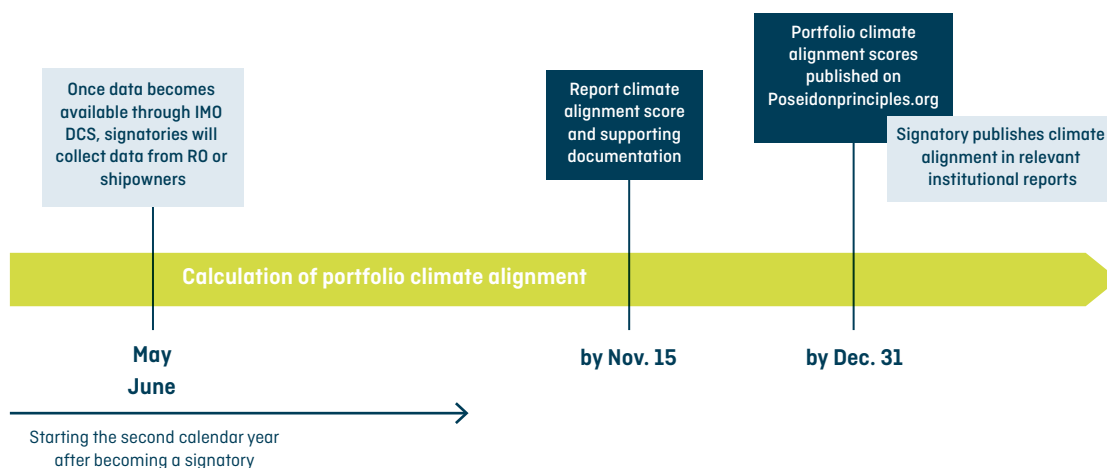 Once data becomes
available through IMO
DCS, signatories will
collect data from RO or
shipowners
Report climate
alignment score
and supporting
documentation
Portfolio climate
alignment scores
published on
Poseidonprinciples.org
Signatory publishes climate
alignment in relevant
institutional reports
Calculation of portfolio climate alignment
May
June
by Nov. 15
by Dec. 31
Starting the second calendar year
after becoming a signatory